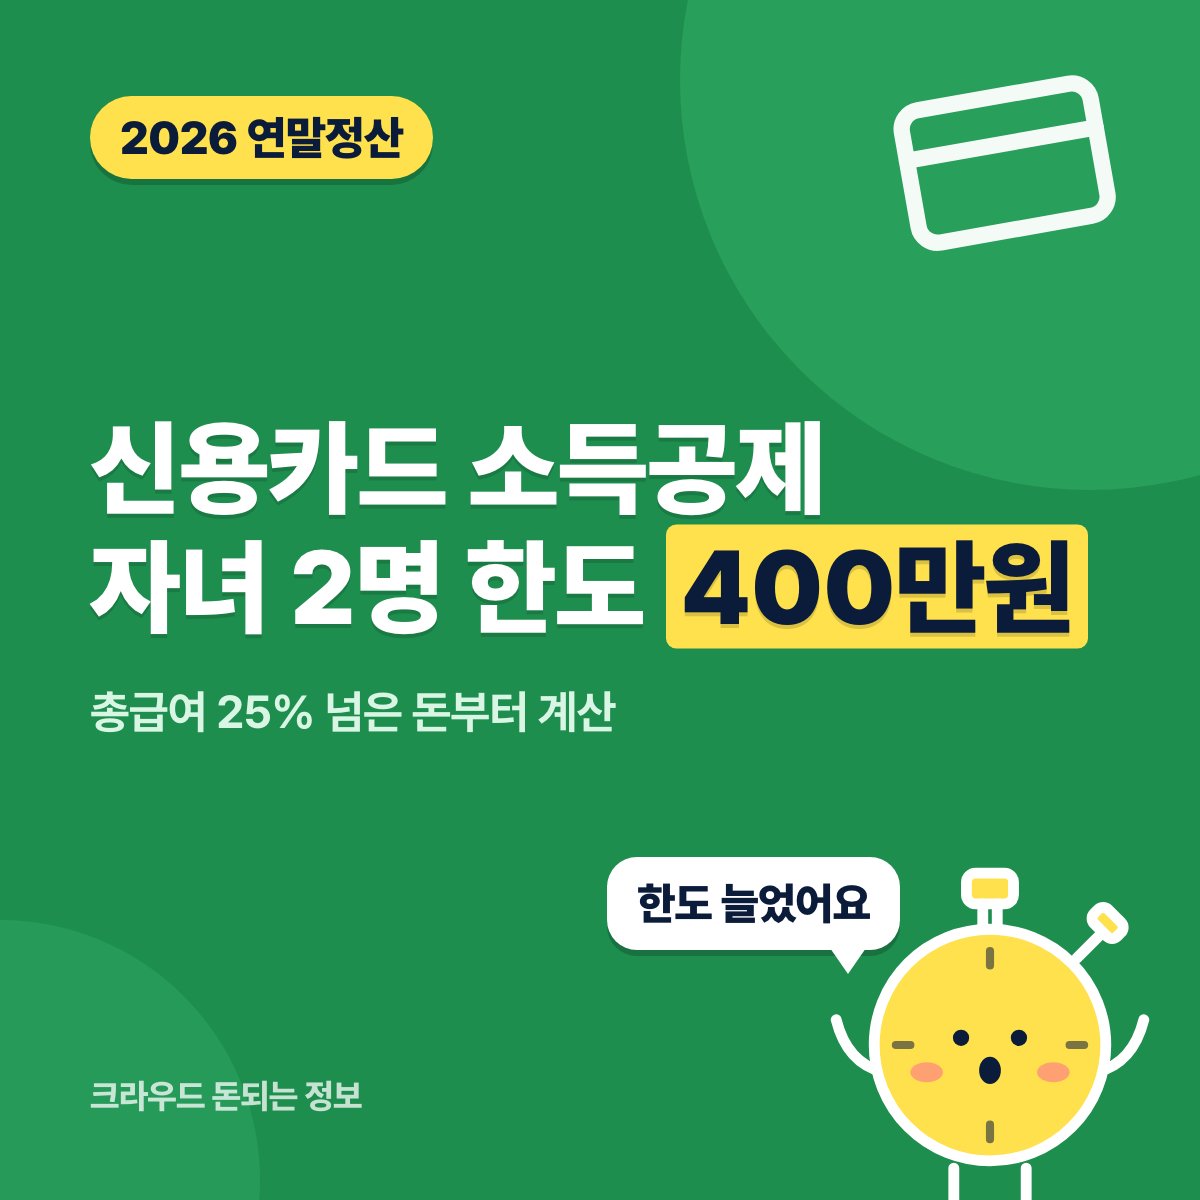 2026 연말정산
신용카드 소득공제
자녀 2명 한도 400만원
총급여 25% 넘은 돈부터 계산
한도 늘었어요
크라우드 돈되는 정보